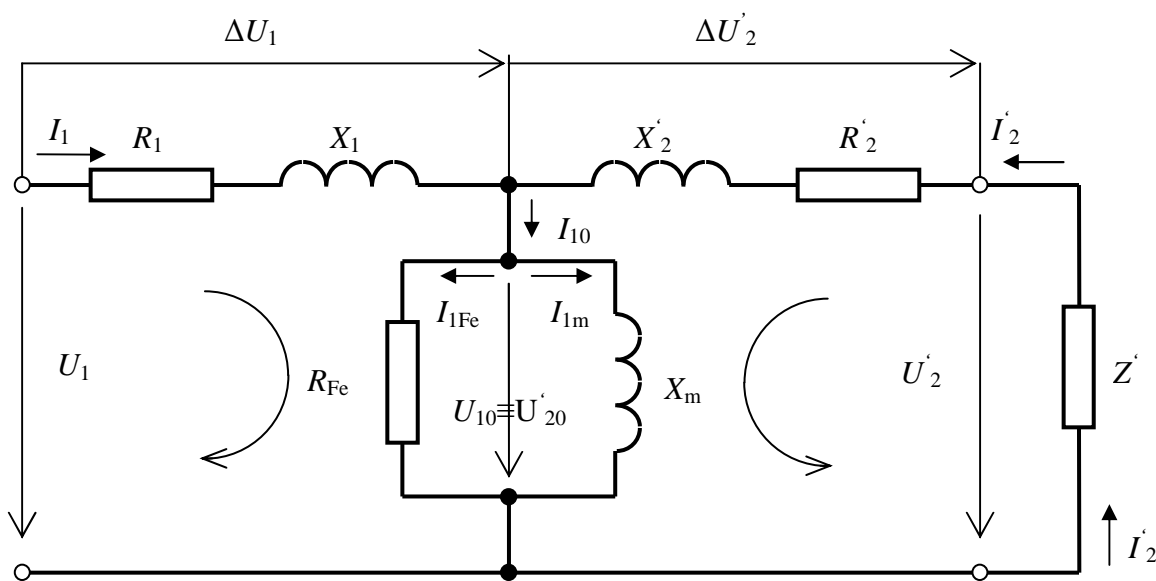 ΔU1
ΔU‘2
I1
R1
X1
X‘2
R‘2
I‘2
I10
I1Fe
I1m
U1
RFe
U10≡U‘20
Xm
U‘2
Z‘
I‘2